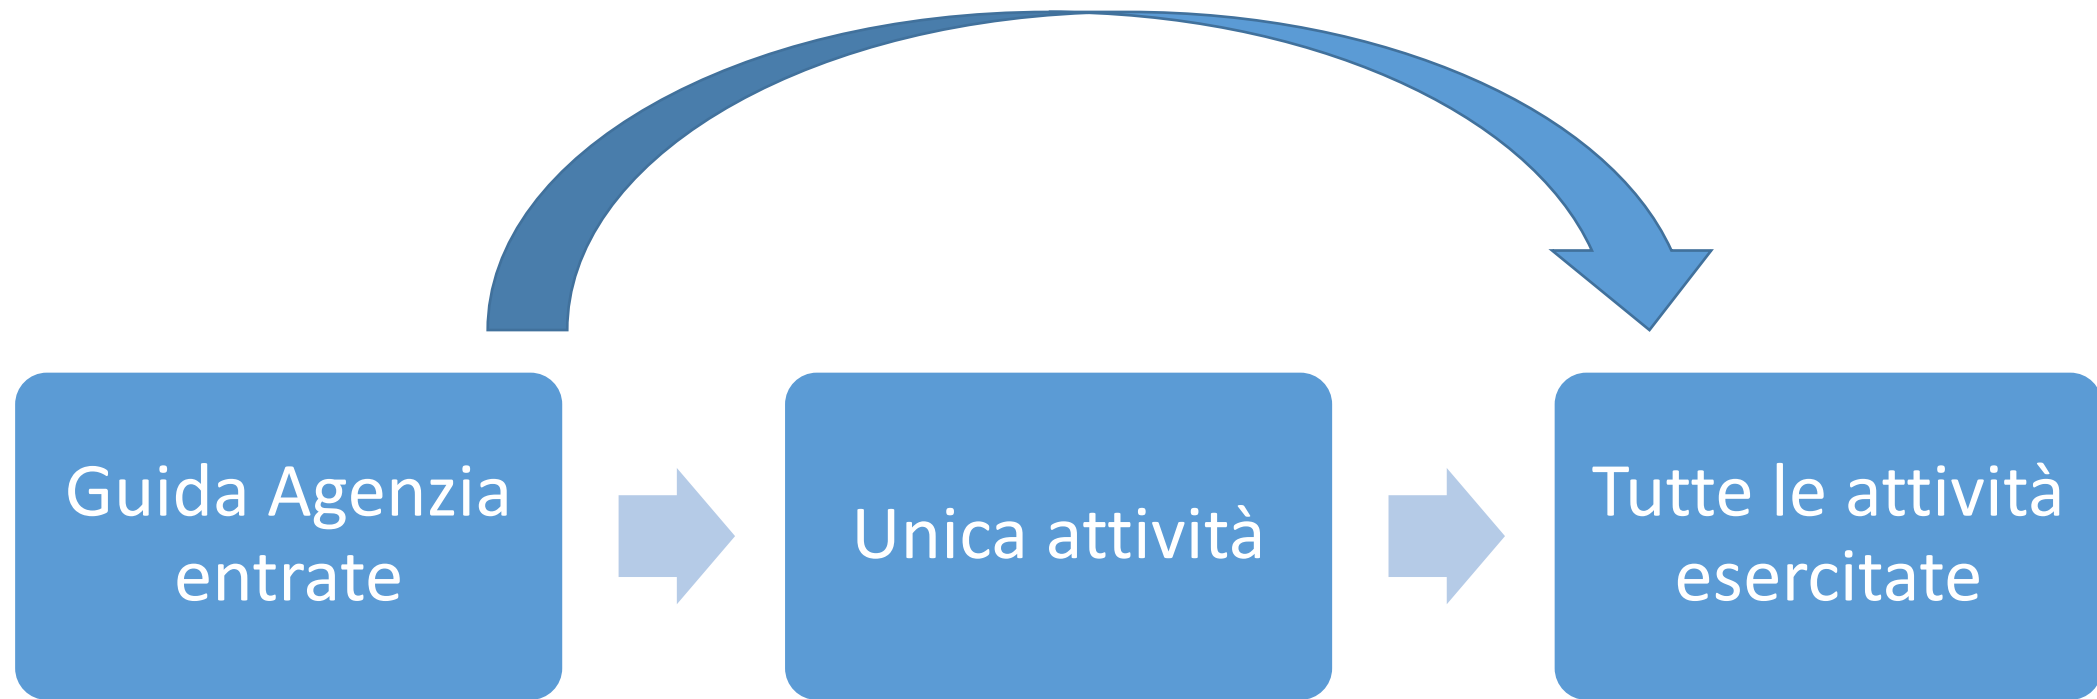 Guida Agenzia
entrate
Unica attività
Tutte le attività
esercitate